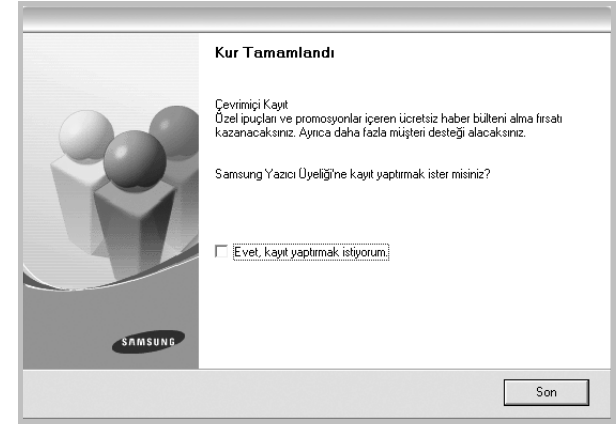 Kur Tamamlandı
Çevrimiçi Kayıt
Özel ipuçları ve promosyonlar içeren ücretsiz haber bülteni alma fırsatı
kazanacaksınız. Ayrıca daha fazla müşteri desteği alacaksınız.
Samsung Yazıcı Üyeliği'ne kayıt yaptırmak ister misiniz?
Evet, kayıt yaptırmak istiyorum.
SAMSUNG
Son